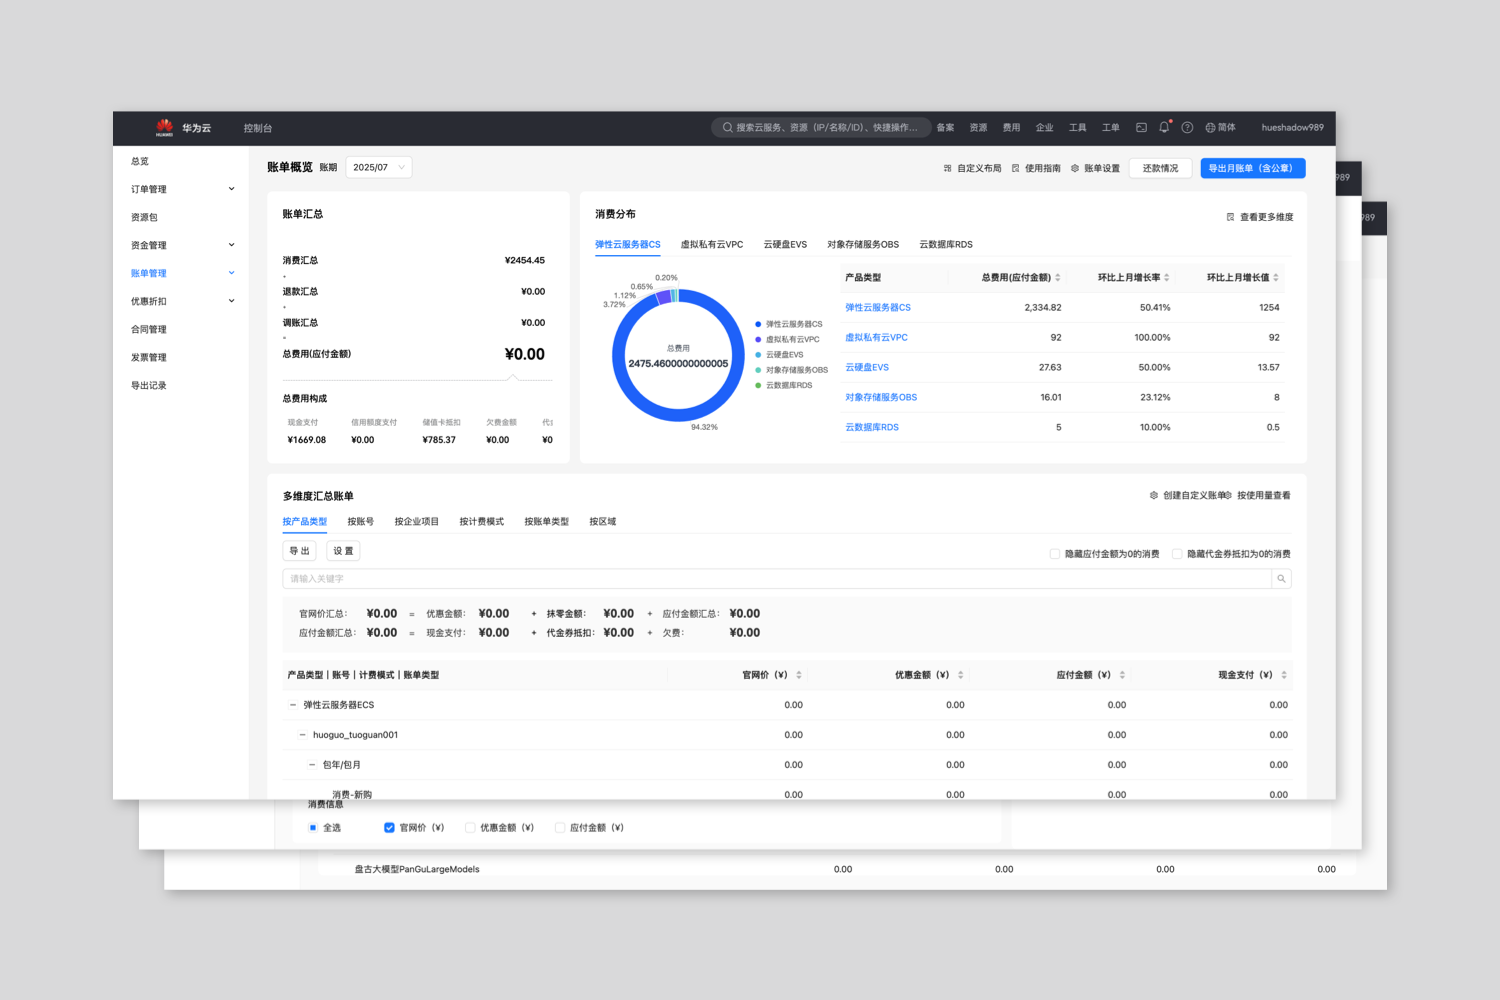 HUAWEI 华为云 控制台 搜索云服务、资源（IP/名称/ID）、快捷操作... 备案 资源 费用 企业 工具 工单 简体 hueshadow989
总览
订单管理
资源包
资金管理
账单管理
优惠折扣
合同管理
发票管理
导出记录
账单概览 账期 2025/07 自定义布局 使用指南 账单设置 还款情况 导出月账单（含公章）
账单汇总
消费汇总 ¥2454.45
+
退款汇总 ¥0.00
+
调账汇总 ¥0.00
=
总费用(应付金额) ¥0.00
总费用构成
现金支付 信用额度支付 储值卡抵扣 欠费金额
¥1669.08 ¥0.00 ¥785.37 ¥0.00 ¥0
消费分布 查看更多维度
弹性云服务器CS 虚拟私有云VPC 云硬盘EVS 对象存储服务OBS 云数据库RDS
0.20%
0.65%
1.12%
3.72%
总费用
2475.4600000000005
94.32%
弹性云服务器CS
虚拟私有云VPC
云硬盘EVS
对象存储服务OBS
云数据库RDS
产品类型 总费用(应付金额) 环比上月增长率 环比上月增长值
弹性云服务器CS 2,334.82 50.41% 1254
虚拟私有云VPC 92 100.00% 92
云硬盘EVS 27.63 50.00% 13.57
对象存储服务OBS 16.01 23.12% 8
云数据库RDS 5 10.00% 0.5
多维度汇总账单 创建自定义账单 按使用量查看
按产品类型 按账号 按企业项目 按计费模式 按账单类型 按区域
导 出 设 置 隐藏应付金额为0的消费 隐藏代金券抵扣为0的消费
请输入关键字
官网价汇总： ¥0.00 = 优惠金额： ¥0.00 + 抹零金额： ¥0.00 + 应付金额汇总： ¥0.00
应付金额汇总： ¥0.00 = 现金支付： ¥0.00 + 代金券抵扣： ¥0.00 + 欠费： ¥0.00
产品类型 | 账号 | 计费模式 | 账单类型 官网价（¥） 优惠金额（¥） 应付金额（¥） 现金支付（¥）
弹性云服务器ECS 0.00 0.00 0.00 0.00
huoguo_tuoguan001 0.00 0.00 0.00 0.00
包年/包月 0.00 0.00 0.00 0.00
消费-新购 0.00 0.00 0.00 0.00
989
989
消费信息
全选 官网价（¥） 优惠金额（¥） 应付金额（¥）
盘古大模型PanGuLargeModels 0.00 0.00 0.00 0.00